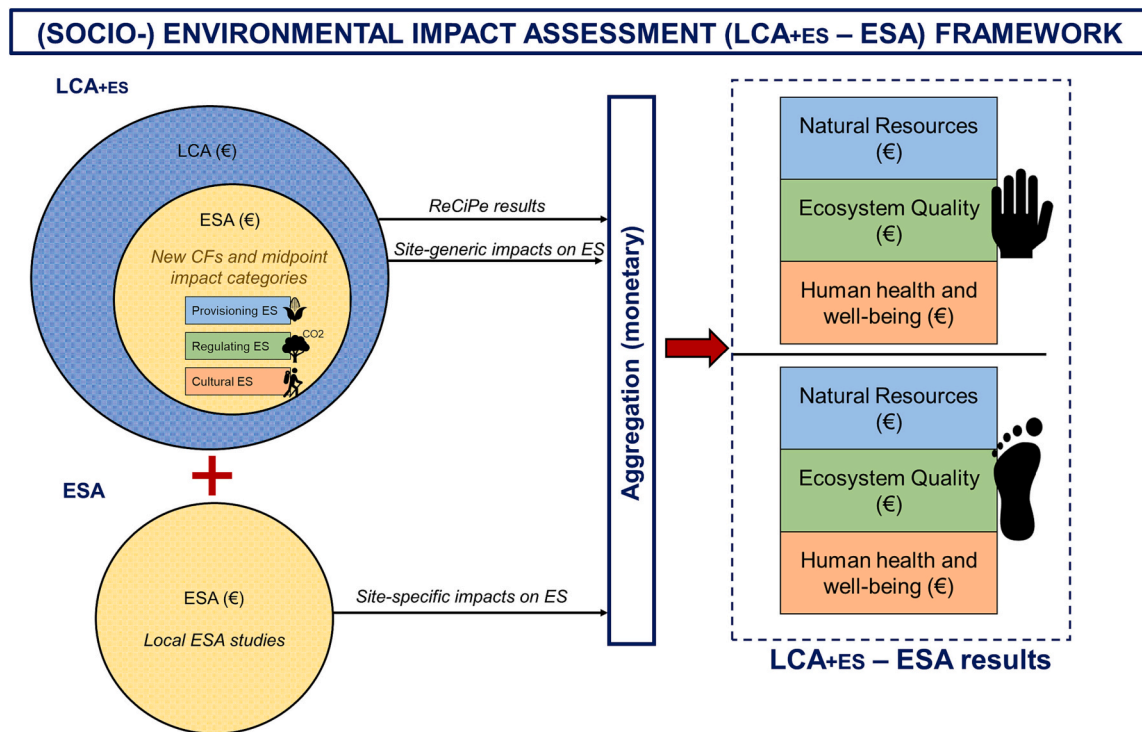 (SOCIO-) ENVIRONMENTAL IMPACT ASSESSMENT (LCA+ES – ESA) FRAMEWORK
LCA+ES
LCA (€)
ESA (€)
New CFs and midpoint
impact categories
Provisioning ES
Regulating ES
CO2
Cultural ES
ESA
ESA (€)
Local ESA studies
ReCiPe results
Site-generic impacts on ES
Site-specific impacts on ES
Aggregation (monetary)
Natural Resources
(€)
Ecosystem Quality
(€)
Human health and
well-being (€)
Natural Resources
(€)
Ecosystem Quality
(€)
Human health and
well-being (€)
LCA+ES – ESA results